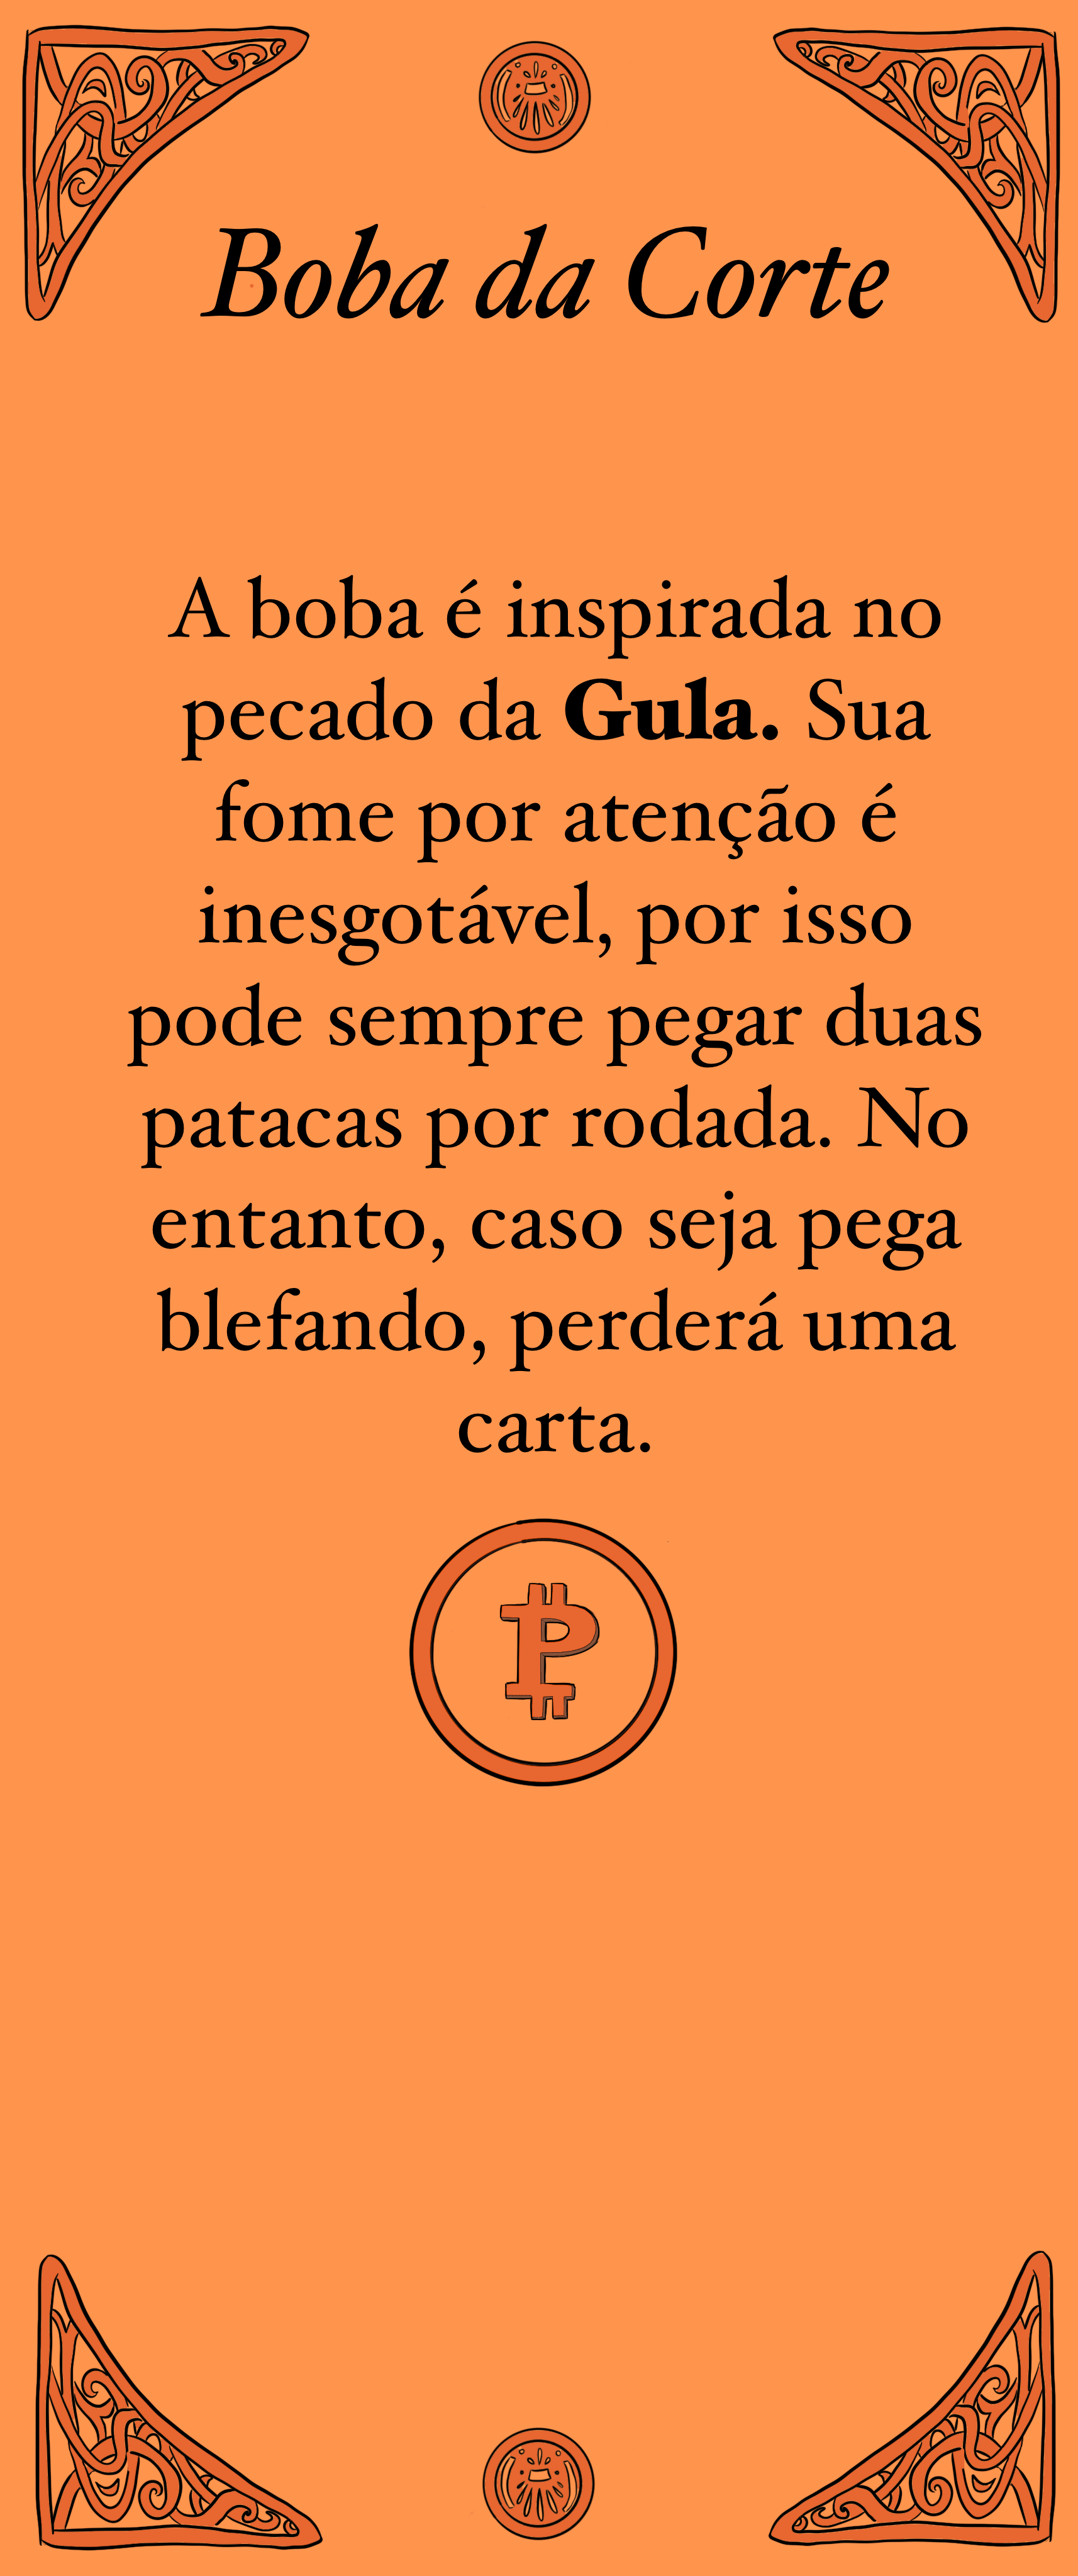 Boba da Corte
A boba é inspirada no
pecado da Gula. Sua
fome por atenção é
inesgotável, por isso
pode sempre pegar duas
patacas por rodada. No
entanto, caso seja pega
blefando, perderá uma
carta.
P